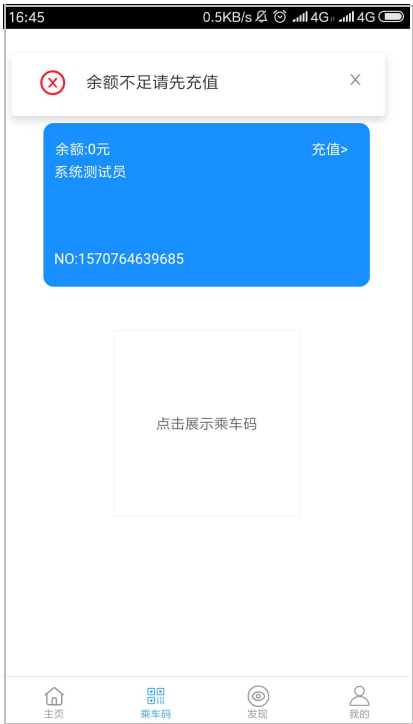 16:45 0.5KB/s 4G 4G
余额不足请先充值
余额:0元 充值>
系统测试员
NO:1570764639685
点击展示乘车码
主页 乘车码 发现 我的